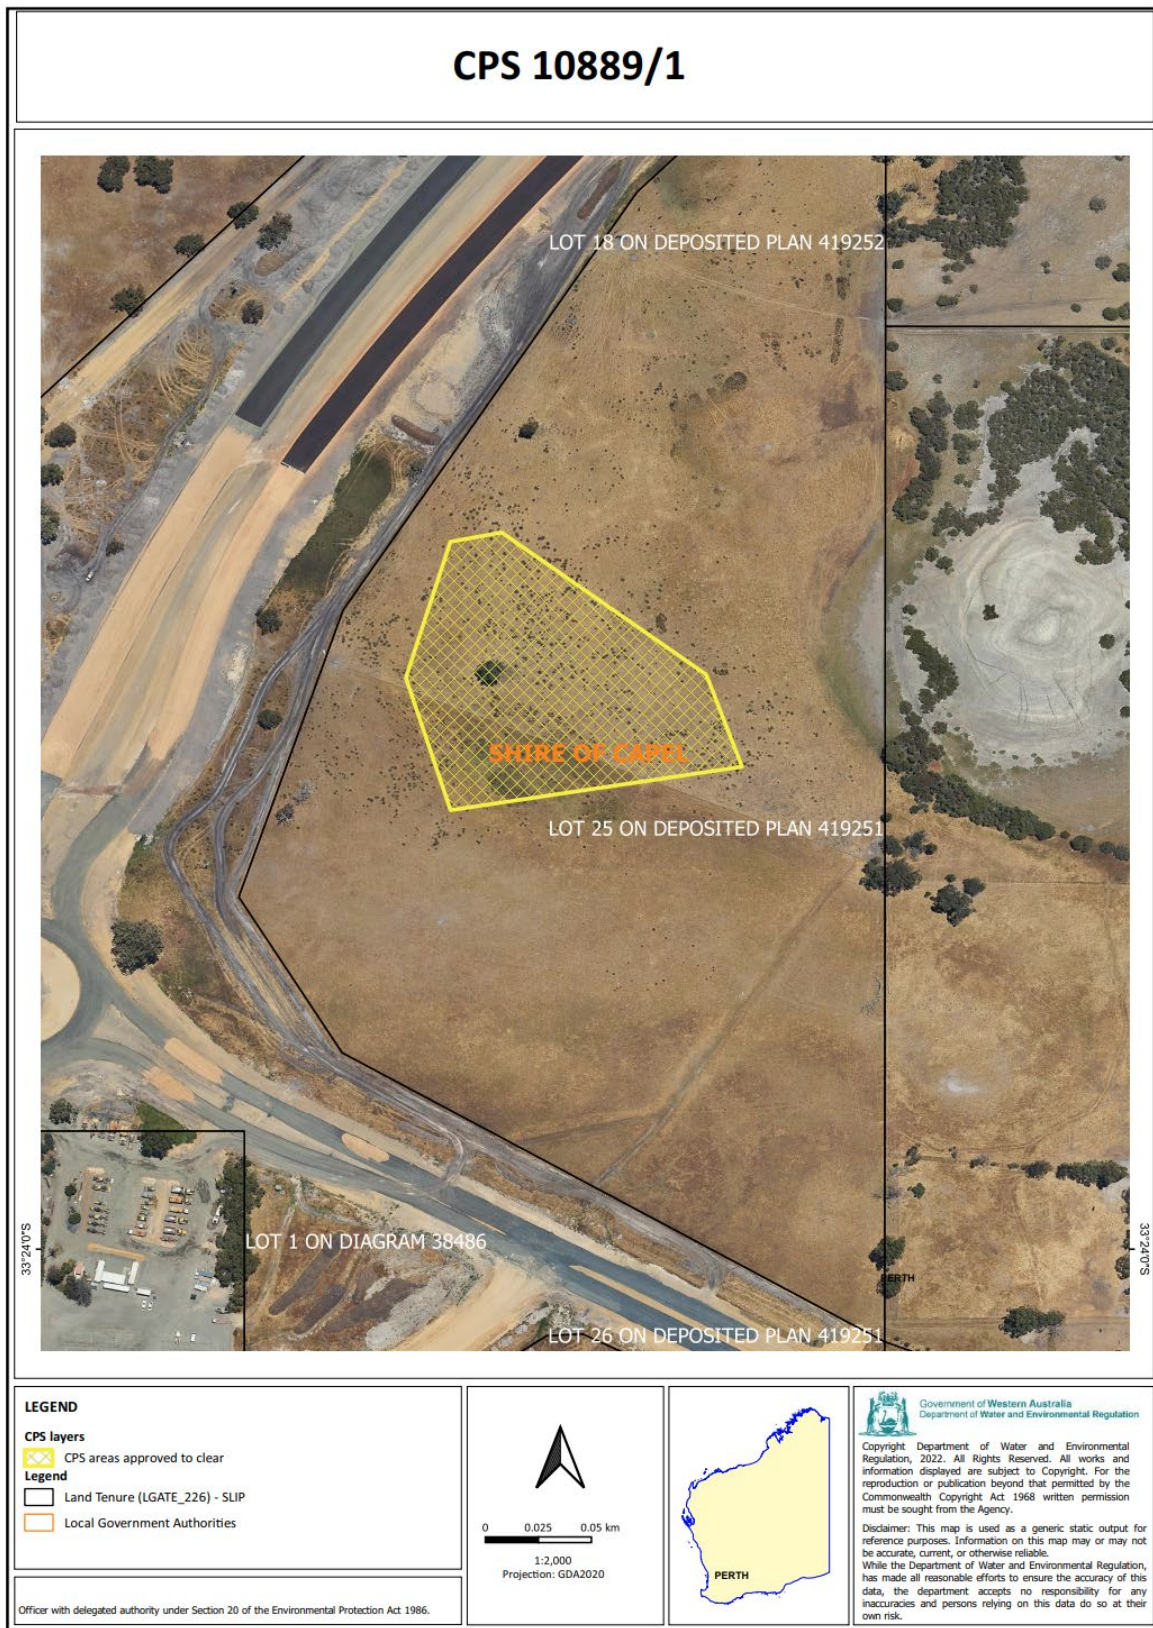 CPS 10889/1
LOT 18 ON DEPOSITED PLAN 419252
SHIRE OF CAPEL
LOT 25 ON DEPOSITED PLAN 419251
33°24'0"S
33°24'0"S
LOT 1 ON DIAGRAM 38486
PERTH
LOT 26 ON DEPOSITED PLAN 419251
LEGEND
CPS layers
CPS areas approved to clear
Legend
Land Tenure (LGATE_226) - SLIP
Local Government Authorities
Officer with delegated authority under Section 20 of the Environmental Protection Act 1986.
0 0.025 0.05 km
1:2,000
Projection: GDA2020
PERTH
Government of Western Australia
Department of Water and Environmental Regulation
Copyright Department of Water and Environmental
Regulation, 2022. All Rights Reserved. All works and
information displayed are subject to Copyright. For the
reproduction or publication beyond that permitted by the
Commonwealth Copyright Act 1968 written permission
must be sought from the Agency.
Disclaimer: This map is used as a generic static output for
reference purposes. Information on this map may or may not
be accurate, current, or otherwise reliable.
While the Department of Water and Environmental Regulation,
has made all reasonable efforts to ensure the accuracy of this
data, the department accepts no responsibility for any
inaccuracies and persons relying on this data do so at their
own risk.